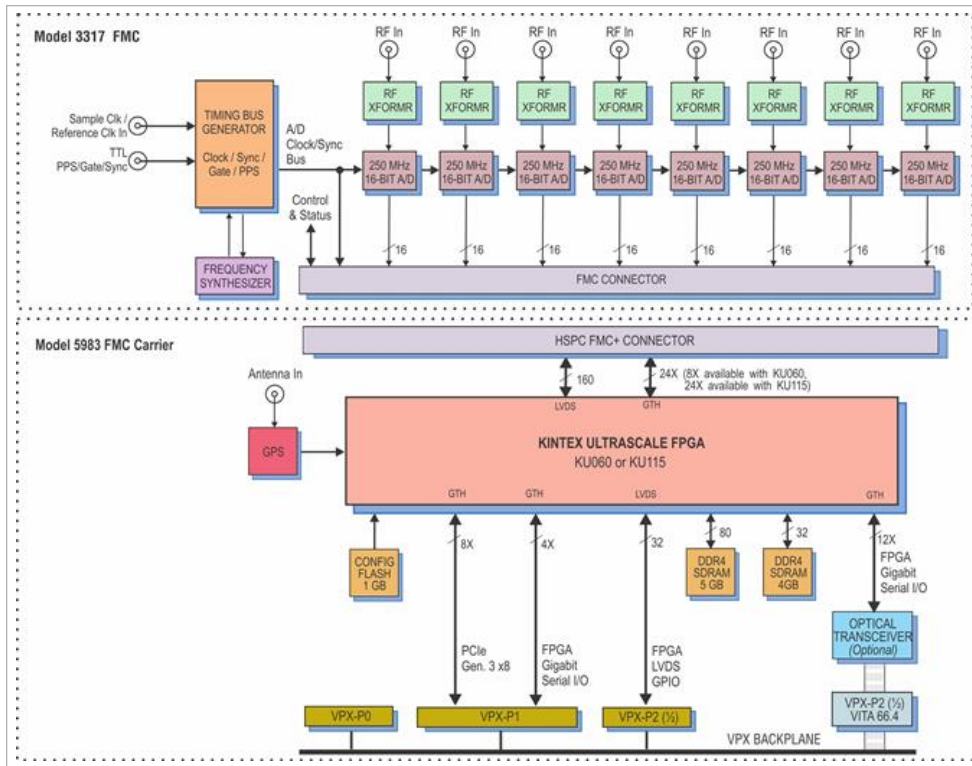 Model 3317 FMC
RF In RF In RF In RF In RF In RF In RF In RF In
RF XFORMR RF XFORMR RF XFORMR RF XFORMR RF XFORMR RF XFORMR RF XFORMR RF XFORMR
Sample Clk /
Reference Clk In
TTL
PPS/Gate/Sync
TIMING BUS
GENERATOR
Clock / Sync /
Gate / PPS
A/D
Clock/Sync
Bus
250 MHz 250 MHz 250 MHz 250 MHz 250 MHz 250 MHz 250 MHz 250 MHz
16-BIT A/D 16-BIT A/D 16-BIT A/D 16-BIT A/D 16-BIT A/D 16-BIT A/D 16-BIT A/D 16-BIT A/D
Control
& Status
16 16 16 16 16 16 16 16
FREQUENCY
SYNTHESIZER
FMC CONNECTOR
Model 5983 FMC Carrier
HSPC FMC+ CONNECTOR
160
24X (8X available with KU060,
24X available with KU115)
Antenna In
LVDS GTH
GPS
KINTEX ULTRASCALE FPGA
KU060 or KU115
GTH GTH LVDS GTH
8X 4X 32 80 32 12X
CONFIG
FLASH
1 GB
DDR4
SDRAM
5 GB
DDR4
SDRAM
4GB
FPGA
Gigabit
Serial I/O
OPTICAL
TRANSCEIVER
(Optional)
PCIe
Gen. 3 x8
FPGA
Gigabit
Serial I/O
FPGA
LVDS
GPIO
VPX-P0
VPX-P1
VPX-P2 (½)
VPX-P2 (½)
VITA 66.4
VPX BACKPLANE